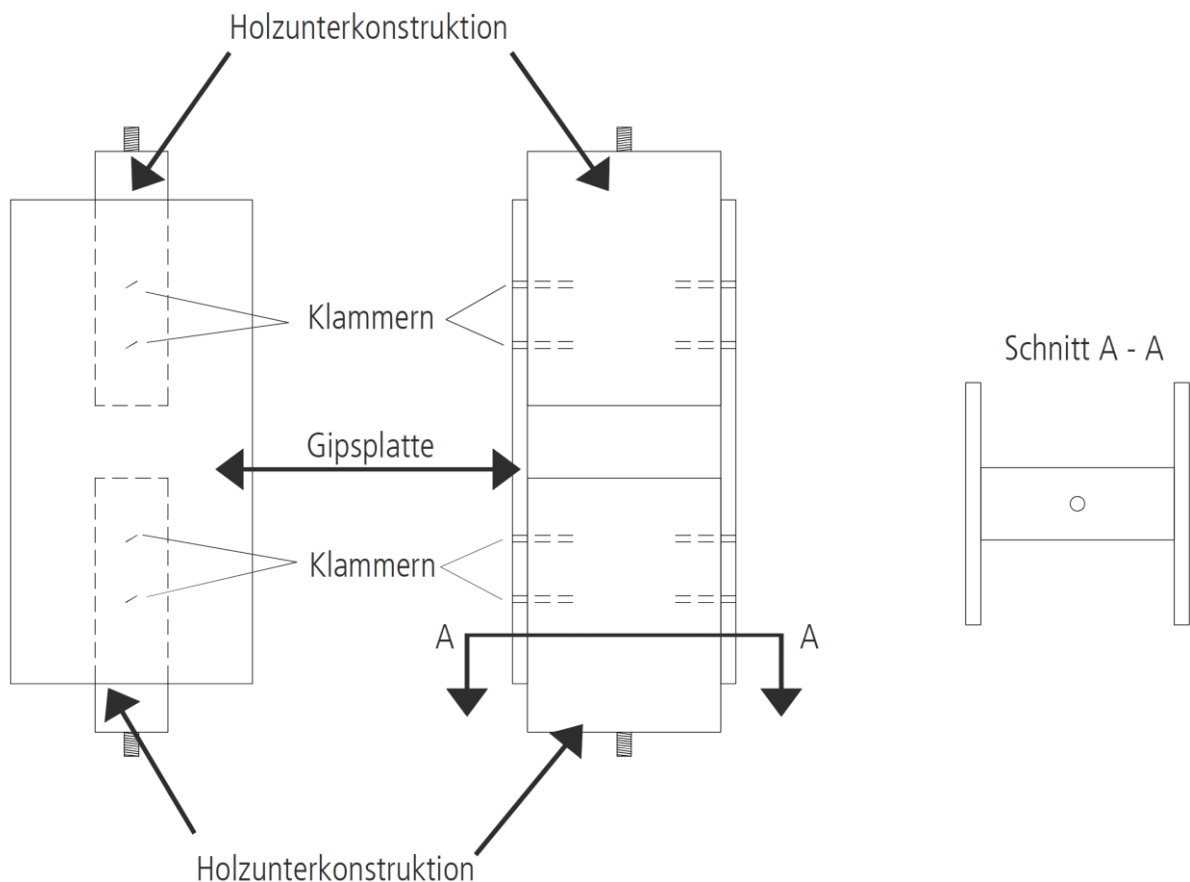 Holzunterkonstruktion
Klammern
Schnitt A - A
Gipsplatte
Klammern
A
A
Holzunterkonstruktion